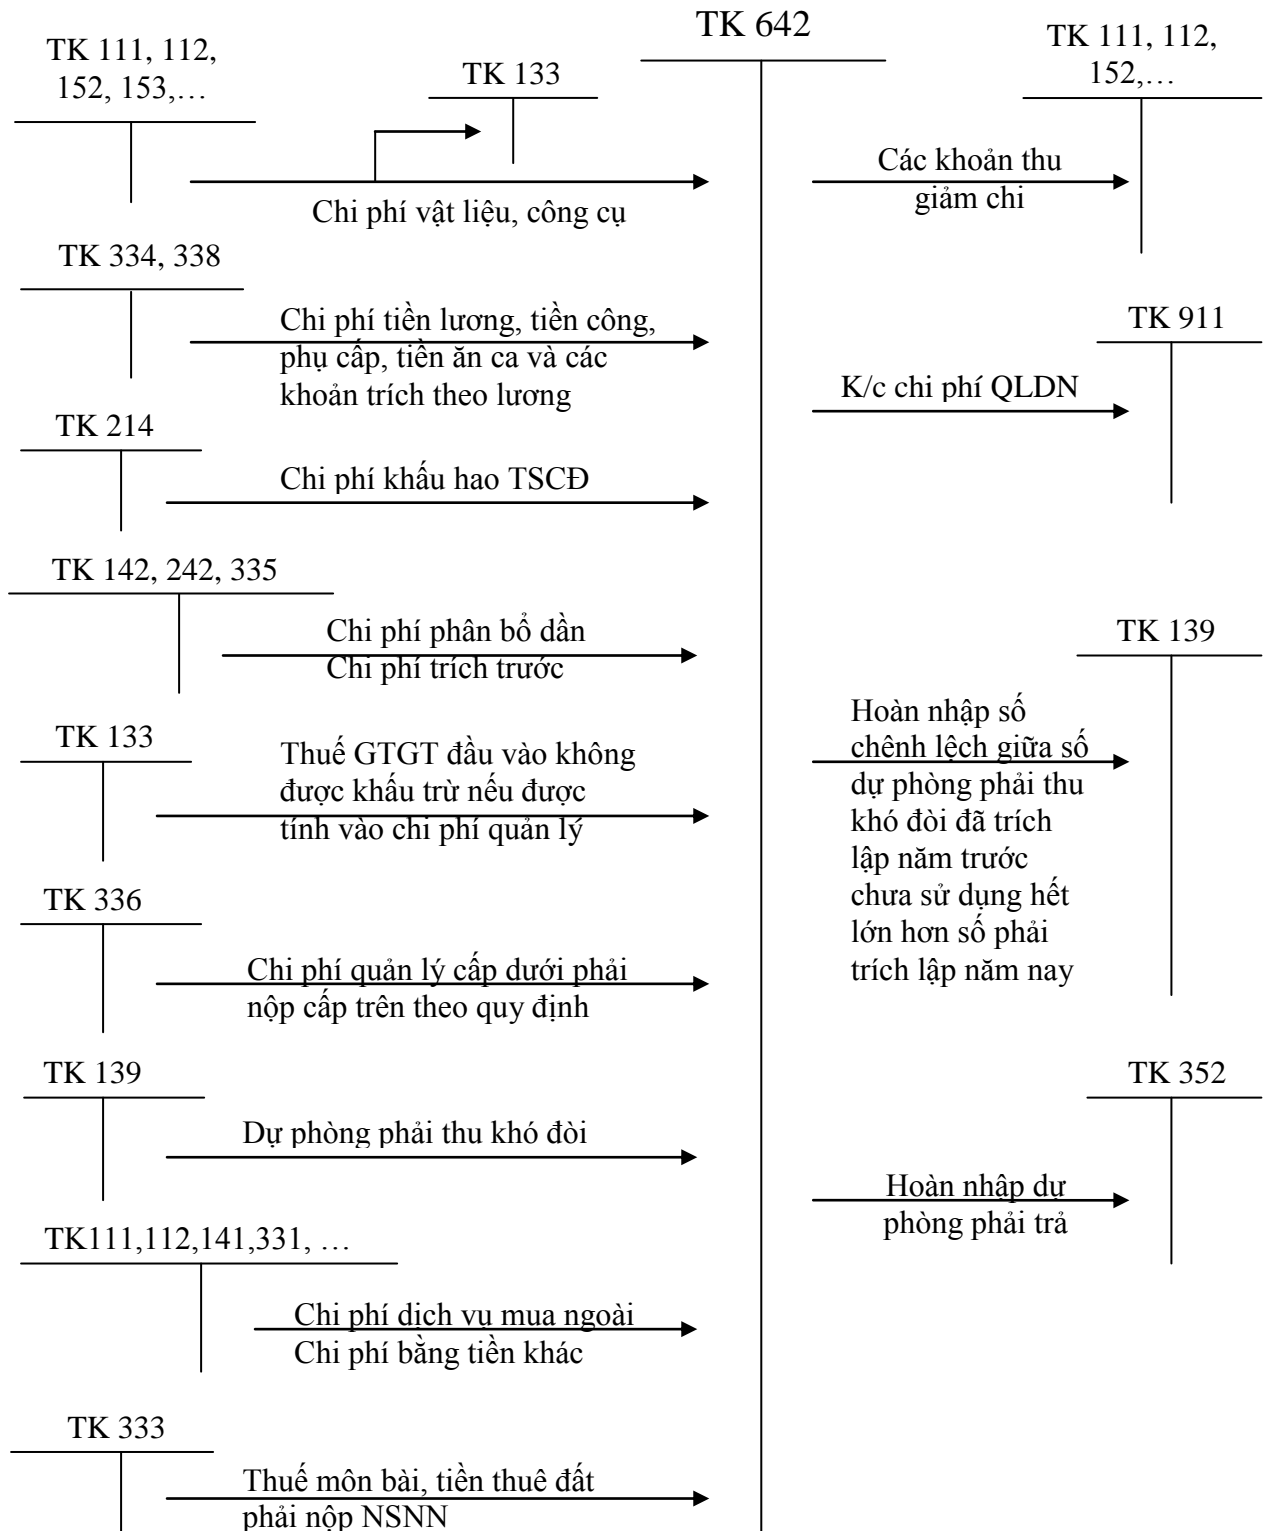 TK 642
TK 111, 112,
152, 153,…
TK 133
TK 111, 112,
152,…
Chi phí vật liệu, công cụ
Các khoản thu
giảm chi
TK 334, 338
Chi phí tiền lương, tiền công,
phụ cấp, tiền ăn ca và các
khoản trích theo lương
TK 911
K/c chi phí QLDN
TK 214
Chi phí khấu hao TSCĐ
TK 142, 242, 335
Chi phí phân bổ dần
Chi phí trích trước
TK 139
Hoàn nhập số
chênh lệch giữa số
dự phòng phải thu
khó đòi đã trích
lập năm trước
chưa sử dụng hết
lớn hơn số phải
trích lập năm nay
TK 133
Thuế GTGT đầu vào không
được khấu trừ nếu được
tính vào chi phí quản lý
TK 336
Chi phí quản lý cấp dưới phải
nộp cấp trên theo quy định
TK 139
Dự phòng phải thu khó đòi
TK 352
Hoàn nhập dự
phòng phải trả
TK111,112,141,331, …
Chi phí dịch vụ mua ngoài
Chi phí bằng tiền khác
TK 333
Thuế môn bài, tiền thuê đất
phải nộp NSNN